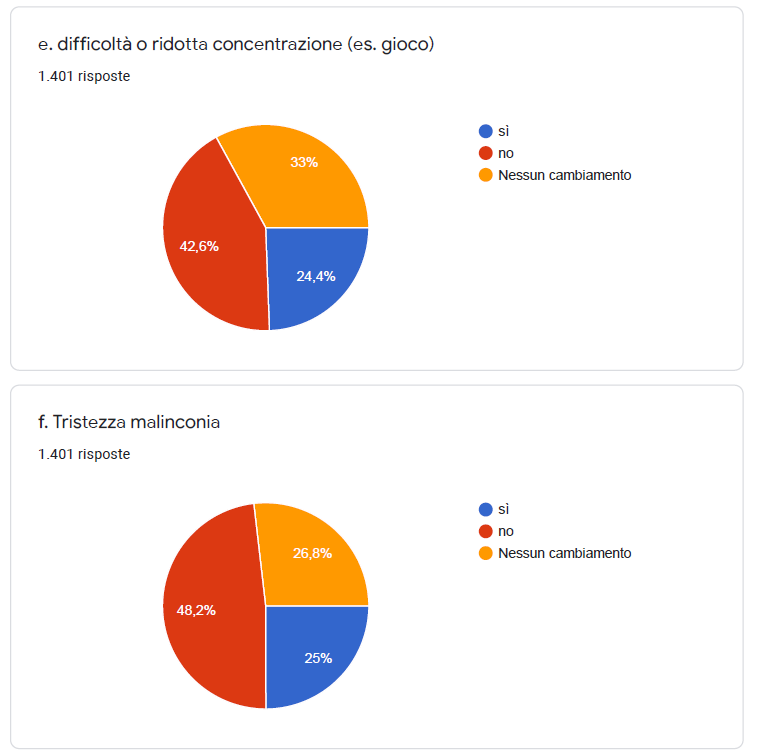 e. difficoltà o ridotta concentrazione (es. gioco)
1.401 risposte
sì
no
Nessun cambiamento
33%
42,6%
24,4%
f. Tristezza malinconia
1.401 risposte
sì
no
Nessun cambiamento
26,8%
48,2%
25%